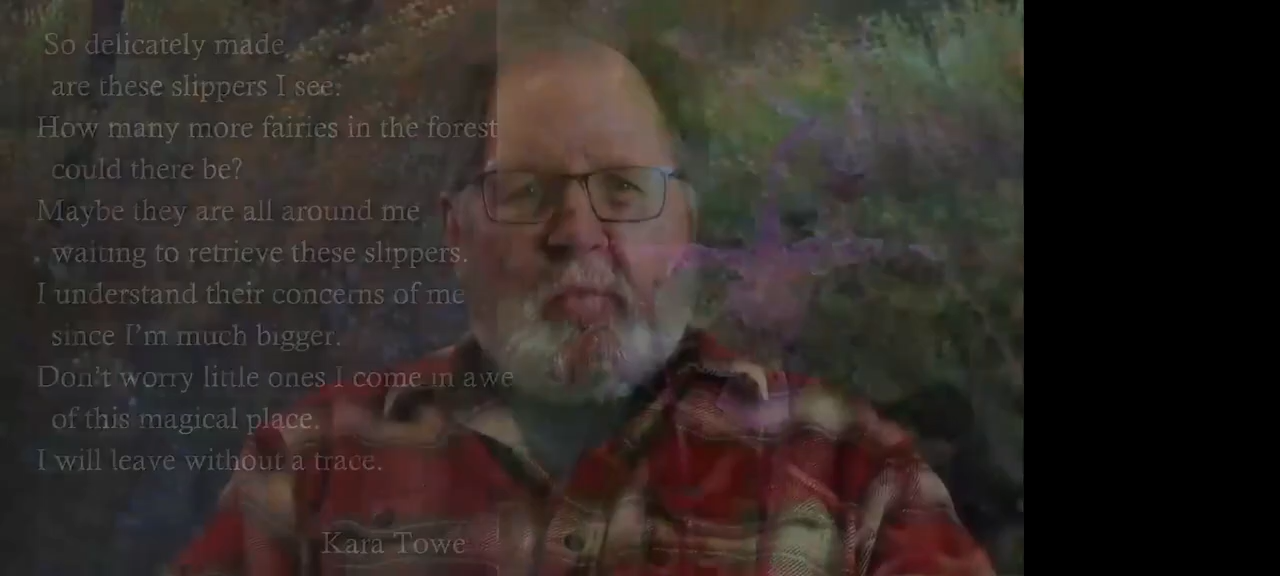 So delicately made
are these slippers I see:
How many more fairies in the forest
could there be?
Maybe they are all around me
waiting to retrieve these slippers.
I understand their concerns of me
since I'm much bigger.
Don't worry little ones I come in awe
of this magical place.
I will leave without a trace.
Kara Towe